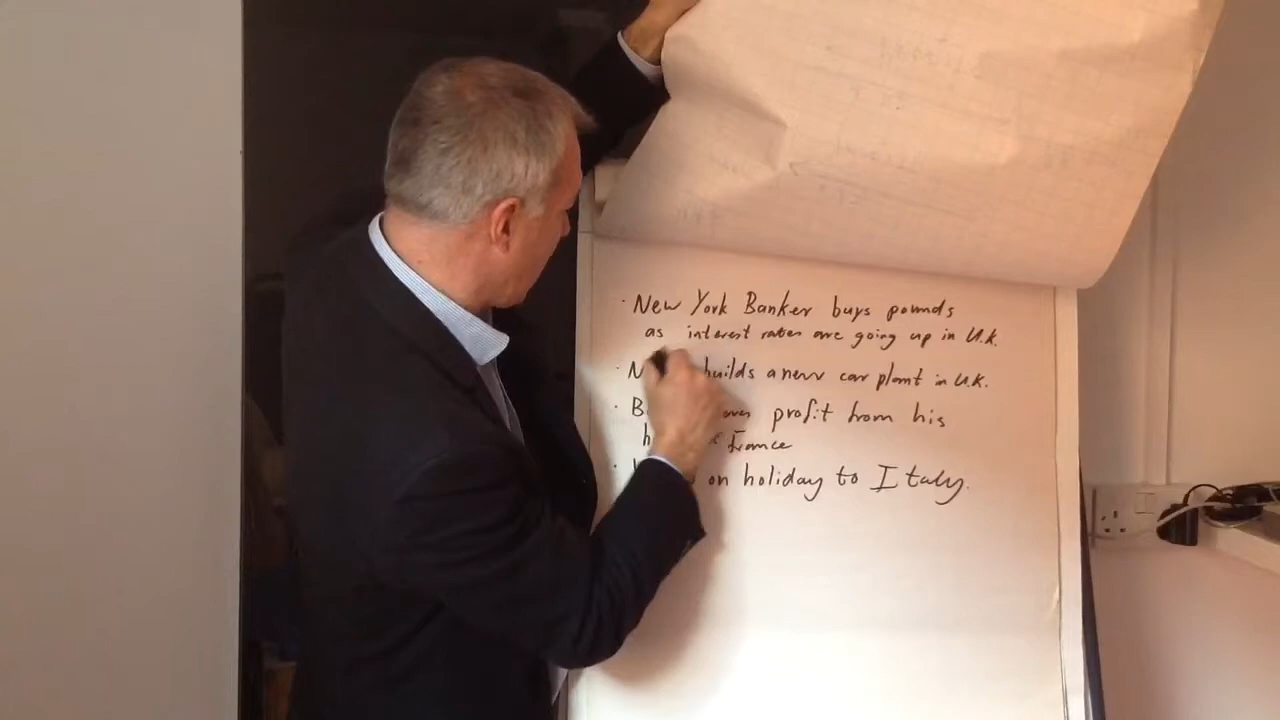 · New York Banker buys pounds
as interest rates are going up in U.K.
· builds a new car plant in U.K.
· profit from his
France
· on holiday to Italy.